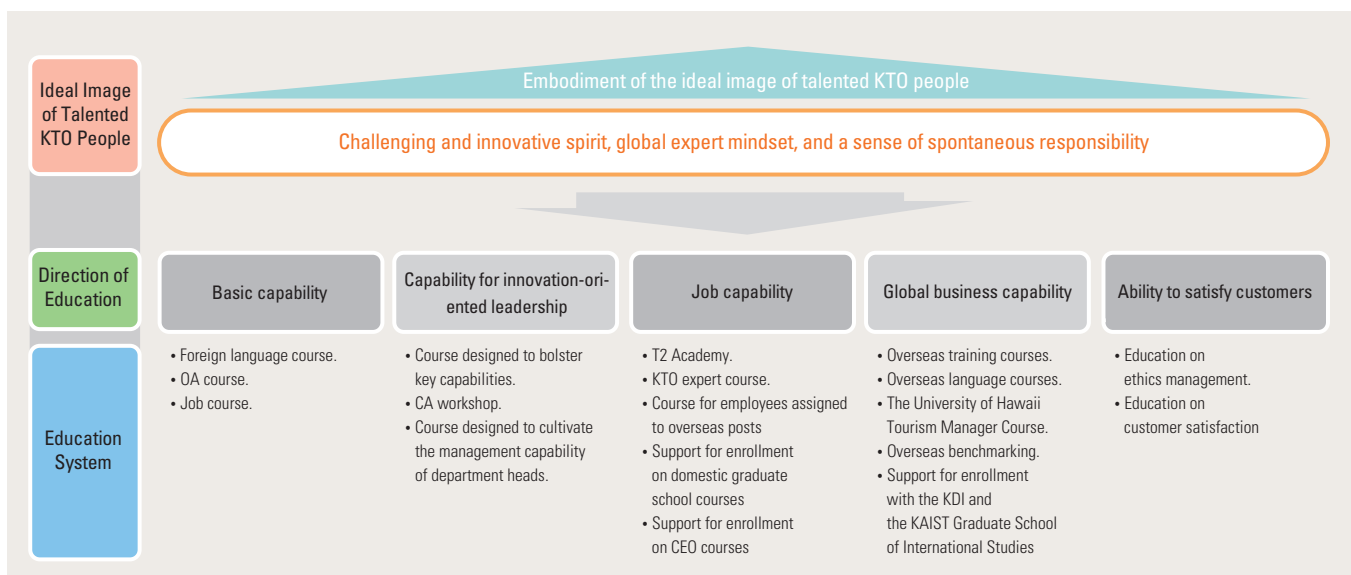 Ideal Image
of Talented
KTO People
Embodiment of the ideal image of talented KTO people
Challenging and innovative spirit, global expert mindset, and a sense of spontaneous responsibility
Direction of
Education
Basic capability
Capability for innovation-ori-
ented leadership
Job capability
Global business capability
Ability to satisfy customers
Education
System
• Foreign language course.
• OA course.
• Job course.
• Course designed to bolster
key capabilities.
• CA workshop.
• Course designed to cultivate
the management capability
of department heads.
• T2 Academy.
• KTO expert course.
• Course for employees assigned
to overseas posts
• Support for enrollment
on domestic graduate
school courses
• Support for enrollment
on CEO courses
• Overseas training courses.
• Overseas language courses.
• The University of Hawaii
Tourism Manager Course.
• Overseas benchmarking.
• Support for enrollment
with the KDI and
the KAIST Graduate School
of International Studies
• Education on
ethics management.
• Education on
customer satisfaction